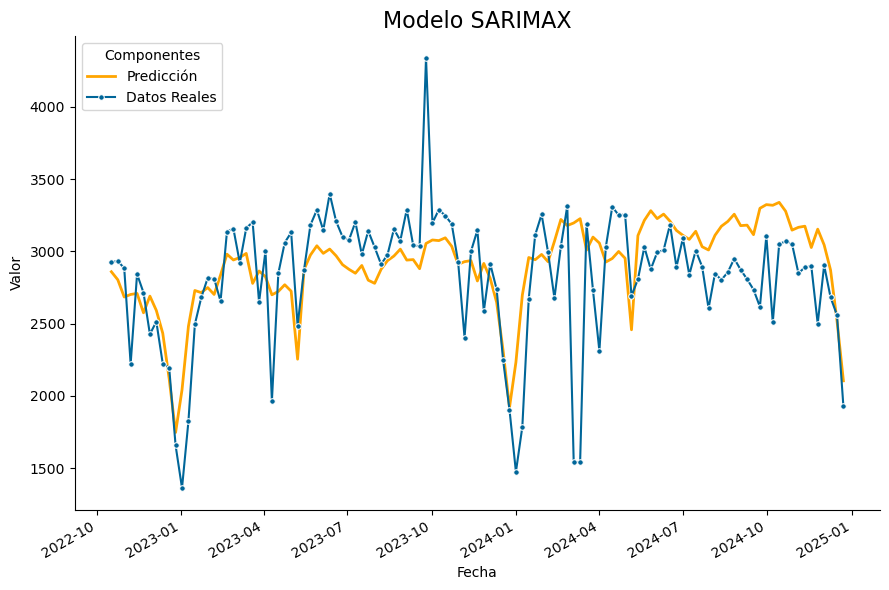 Modelo SARIMAX
Componentes
Predicción
Datos Reales
Valor
4000
3500
3000
2500
2000
1500
2022-10
2023-01
2023-04
2023-07
2023-10
2024-01
2024-04
2024-07
2024-10
2025-01
Fecha